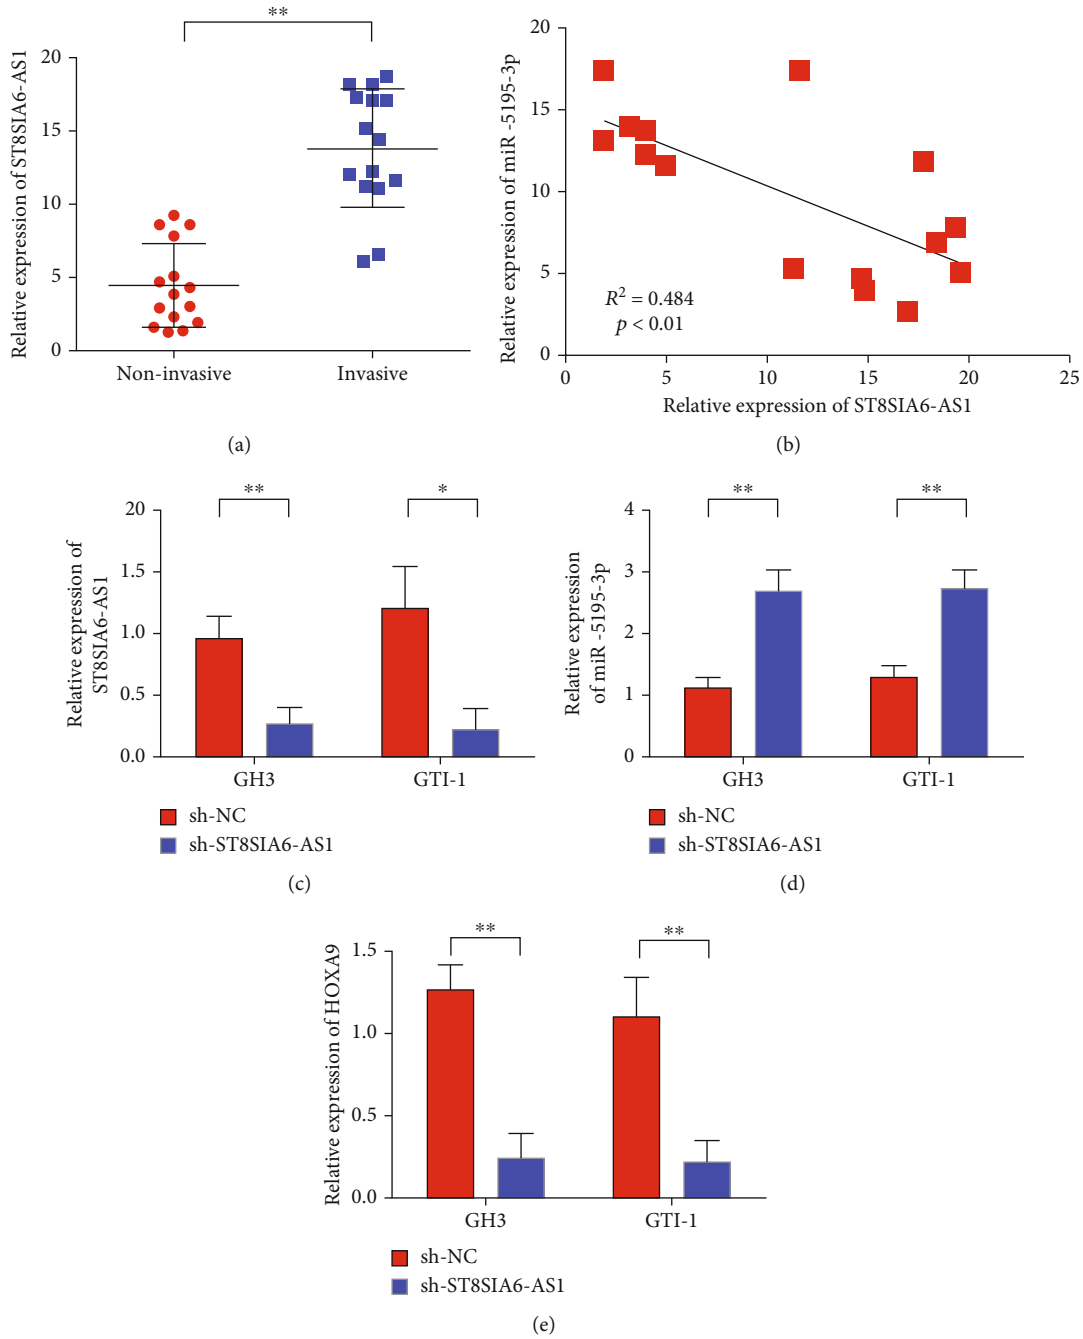 **
Relative expression of ST8SIA6-AS1
20
15
10
5
0
Non-invasive
Invasive
(a)
Relative expression of miR -5195-3p
20
15
10
5
0
R² = 0.484
p < 0.01
0
5
10
15
20
25
Relative expression of ST8SIA6-AS1
(b)
**
*
Relative expression of
ST8SIA6-AS1
20
1.5
1.0
0.5
0.0
GH3
GTI-1
sh-NC
sh-ST8SIA6-AS1
(c)
**
**
Relative expression
of miR -5195-3p
4
3
2
1
0
GH3
GTI-1
sh-NC
sh-ST8SIA6-AS1
(d)
**
**
Relative expression of HOXA9
1.5
1.0
0.5
0.0
GH3
GTI-1
sh-NC
sh-ST8SIA6-AS1
(e)